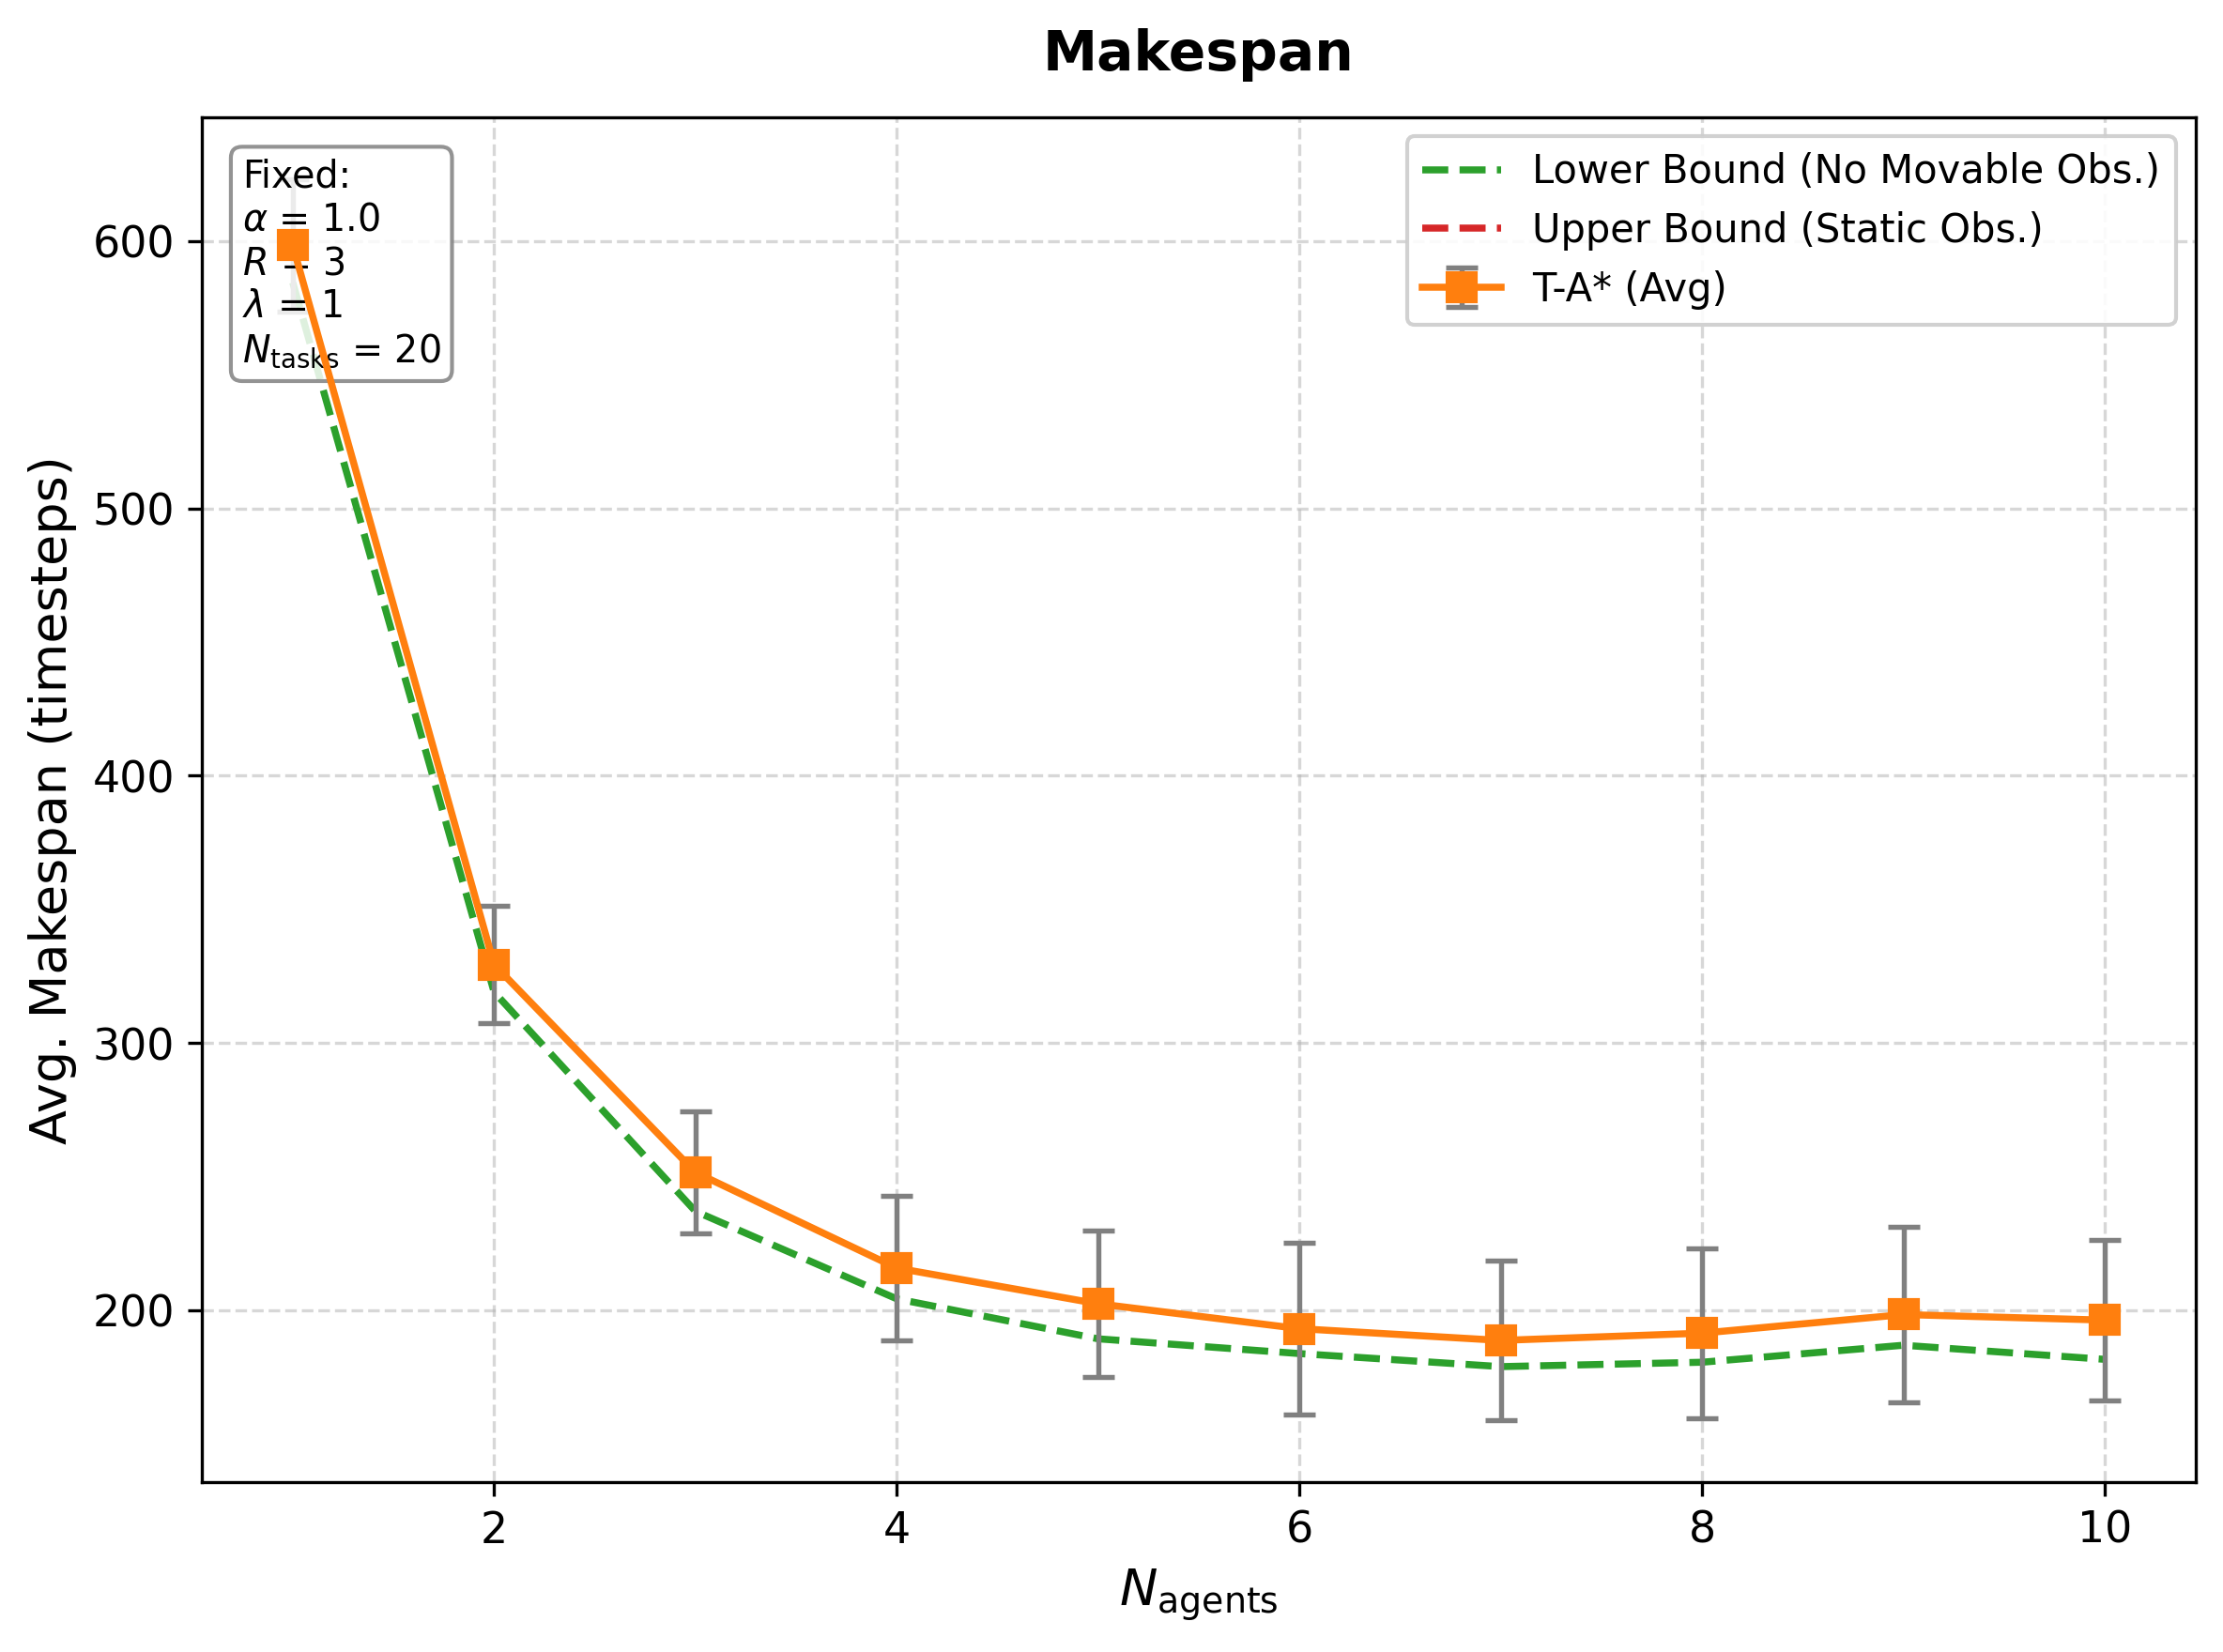 Makespan
Fixed:
α = 1.0
R = 3
λ = 1
N_tasks = 20
Lower Bound (No Movable Obs.)
Upper Bound (Static Obs.)
T-A* (Avg)
Avg. Makespan (timesteps)
600
500
400
300
200
2 4 6 8 10
N_agents